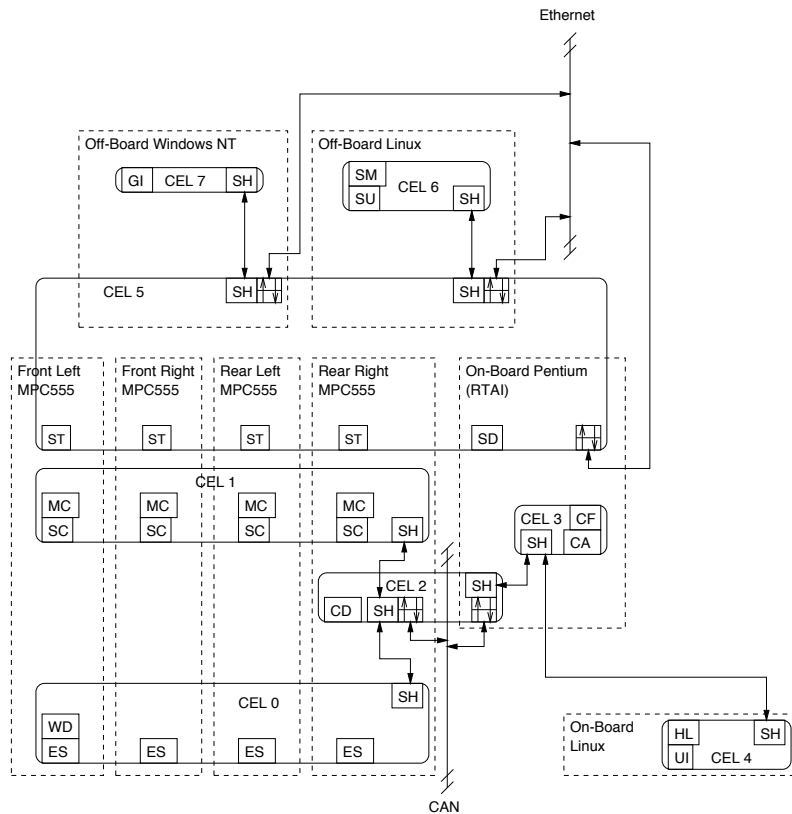 Ethernet
Off-Board Windows NT
Off-Board Linux
GI CEL 7 SH
SM
SU CEL 6 SH
CEL 5 SH SH
Front Left
MPC555
Front Right
MPC555
Rear Left
MPC555
Rear Right
MPC555
On-Board Pentium
(RTAI)
ST ST ST ST SD
CEL 1
MC MC MC MC
SC SC SC SC SH
CEL 3 CF
SH CA
CEL 2 SH
CD SH
CEL 0 SH
WD
ES ES ES ES
On-Board
Linux
HL SH
UI CEL 4
CAN